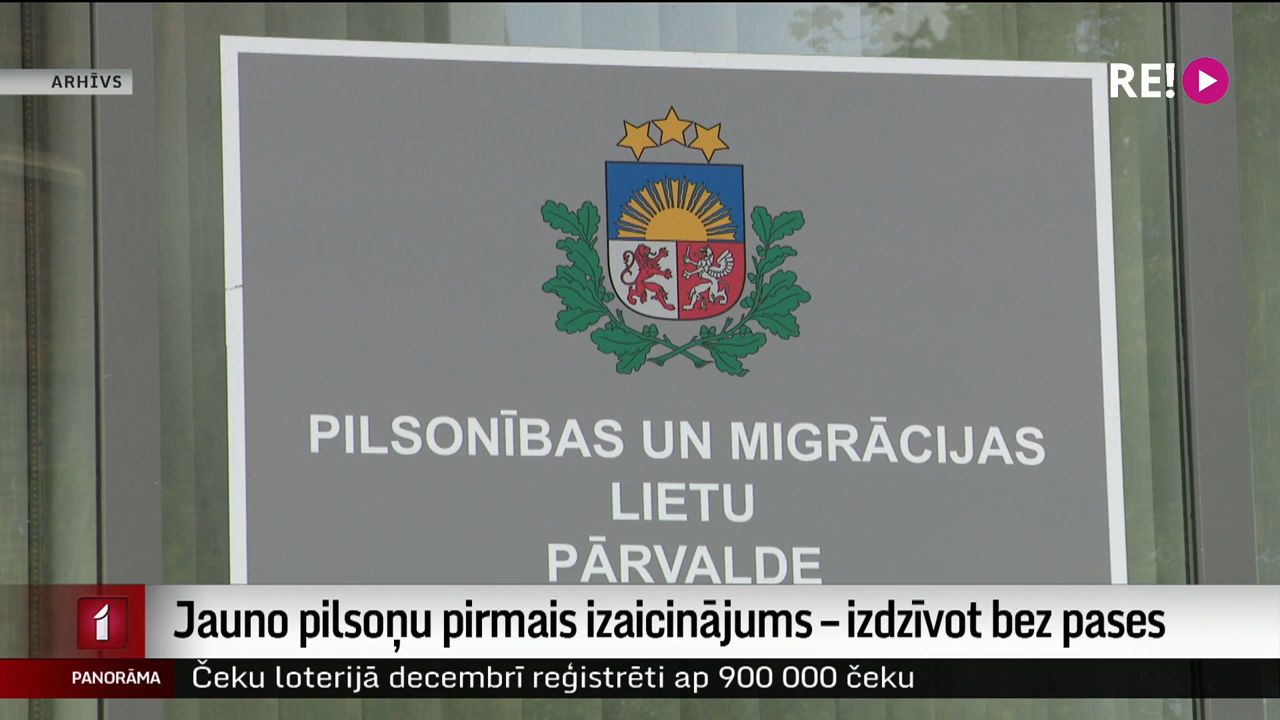 ARHĪVS
RE!
PILSONĪBAS UN MIGRĀCIJAS
LIETU
PĀRVALDE
1
Jauno pilsoņu pirmais izaicinājums – izdzīvot bez pases
PANORĀMA
Čeku loterijā decembrī reģistrēti ap 900 000 čeku